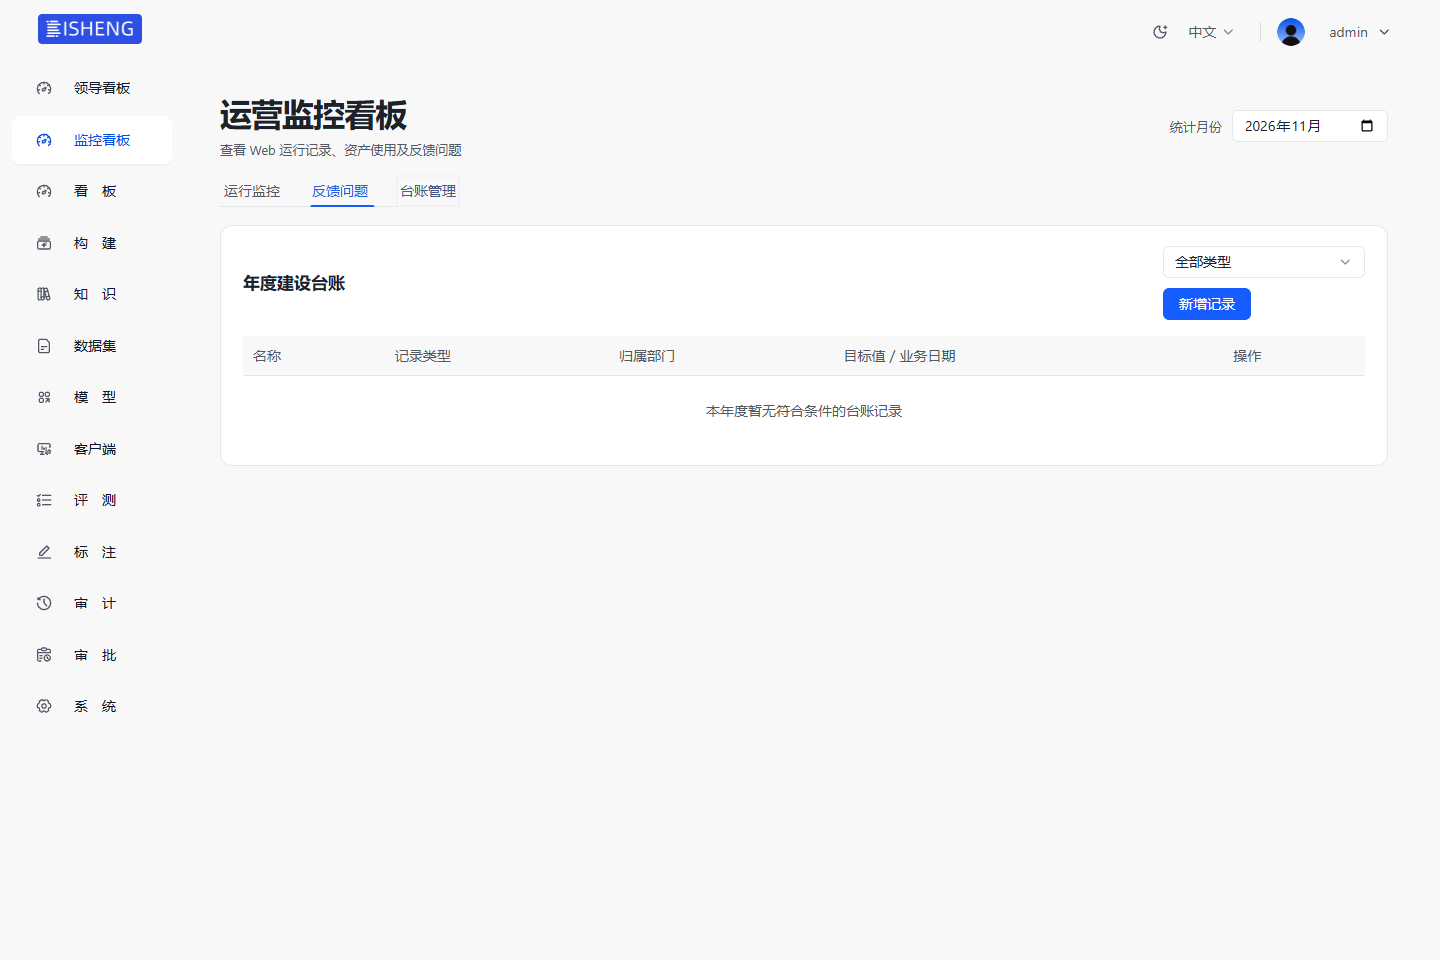 EISHENG
中文
admin
领导看板
监控看板
看 板
构 建
知 识
数据集
模 型
客户端
评 测
标 注
审 计
审 批
系 统
运营监控看板
查看 Web 运行记录、资产使用及反馈问题
统计月份
2026年11月
运行监控 反馈问题 台账管理
年度建设台账
全部类型
新增记录
名称 记录类型 归属部门 目标值 / 业务日期 操作
本年度暂无符合条件的台账记录